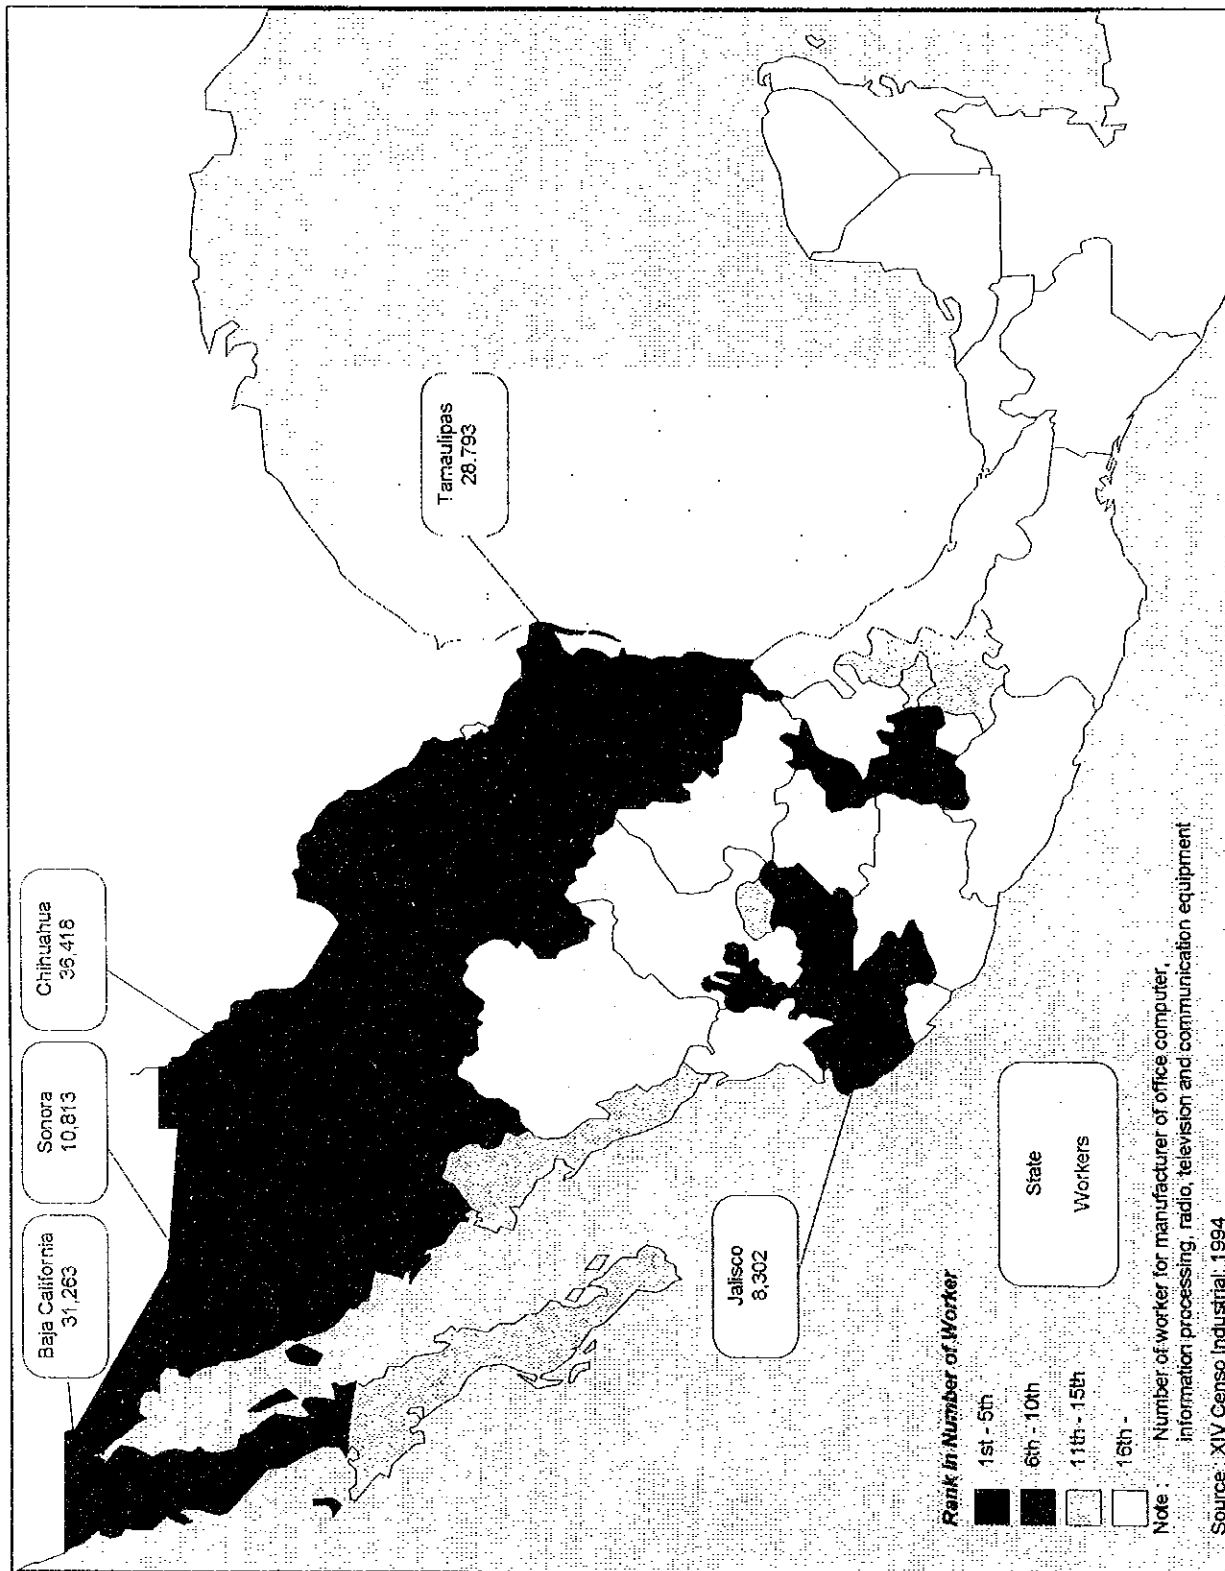 Baja California
31,263
Sonora
10,813
Chihuahua
36,418
Tamaulipas
28.793
Jalisco
8,302
State
Workers
Rank in Number of Worker
1st - 5th
6th - 10th
11th - 15th
16th -
Note : Number of worker for manufacturer of office computer,
information processing, radio, television and communication equipment
Source : XIV Censo Industrial, 1994